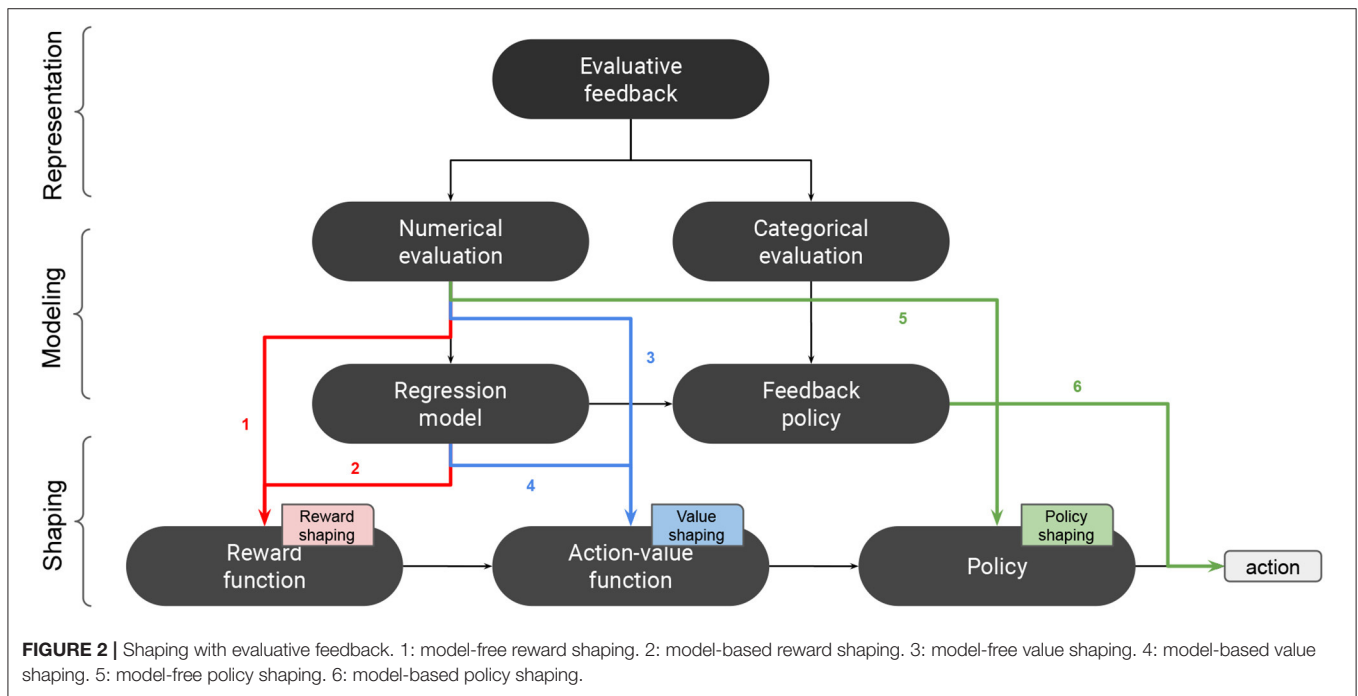 Representation
Evaluative
feedback
Numerical
evaluation
Categorical
evaluation
Modeling
5
3
Regression
model
Feedback
policy
6
1
2
4
Shaping
Reward
shaping
Value
shaping
Policy
shaping
Reward
function
Action-value
function
Policy
action
FIGURE 2 | Shaping with evaluative feedback. 1: model-free reward shaping. 2: model-based reward shaping. 3: model-free value shaping. 4: model-based value
shaping. 5: model-free policy shaping. 6: model-based policy shaping.